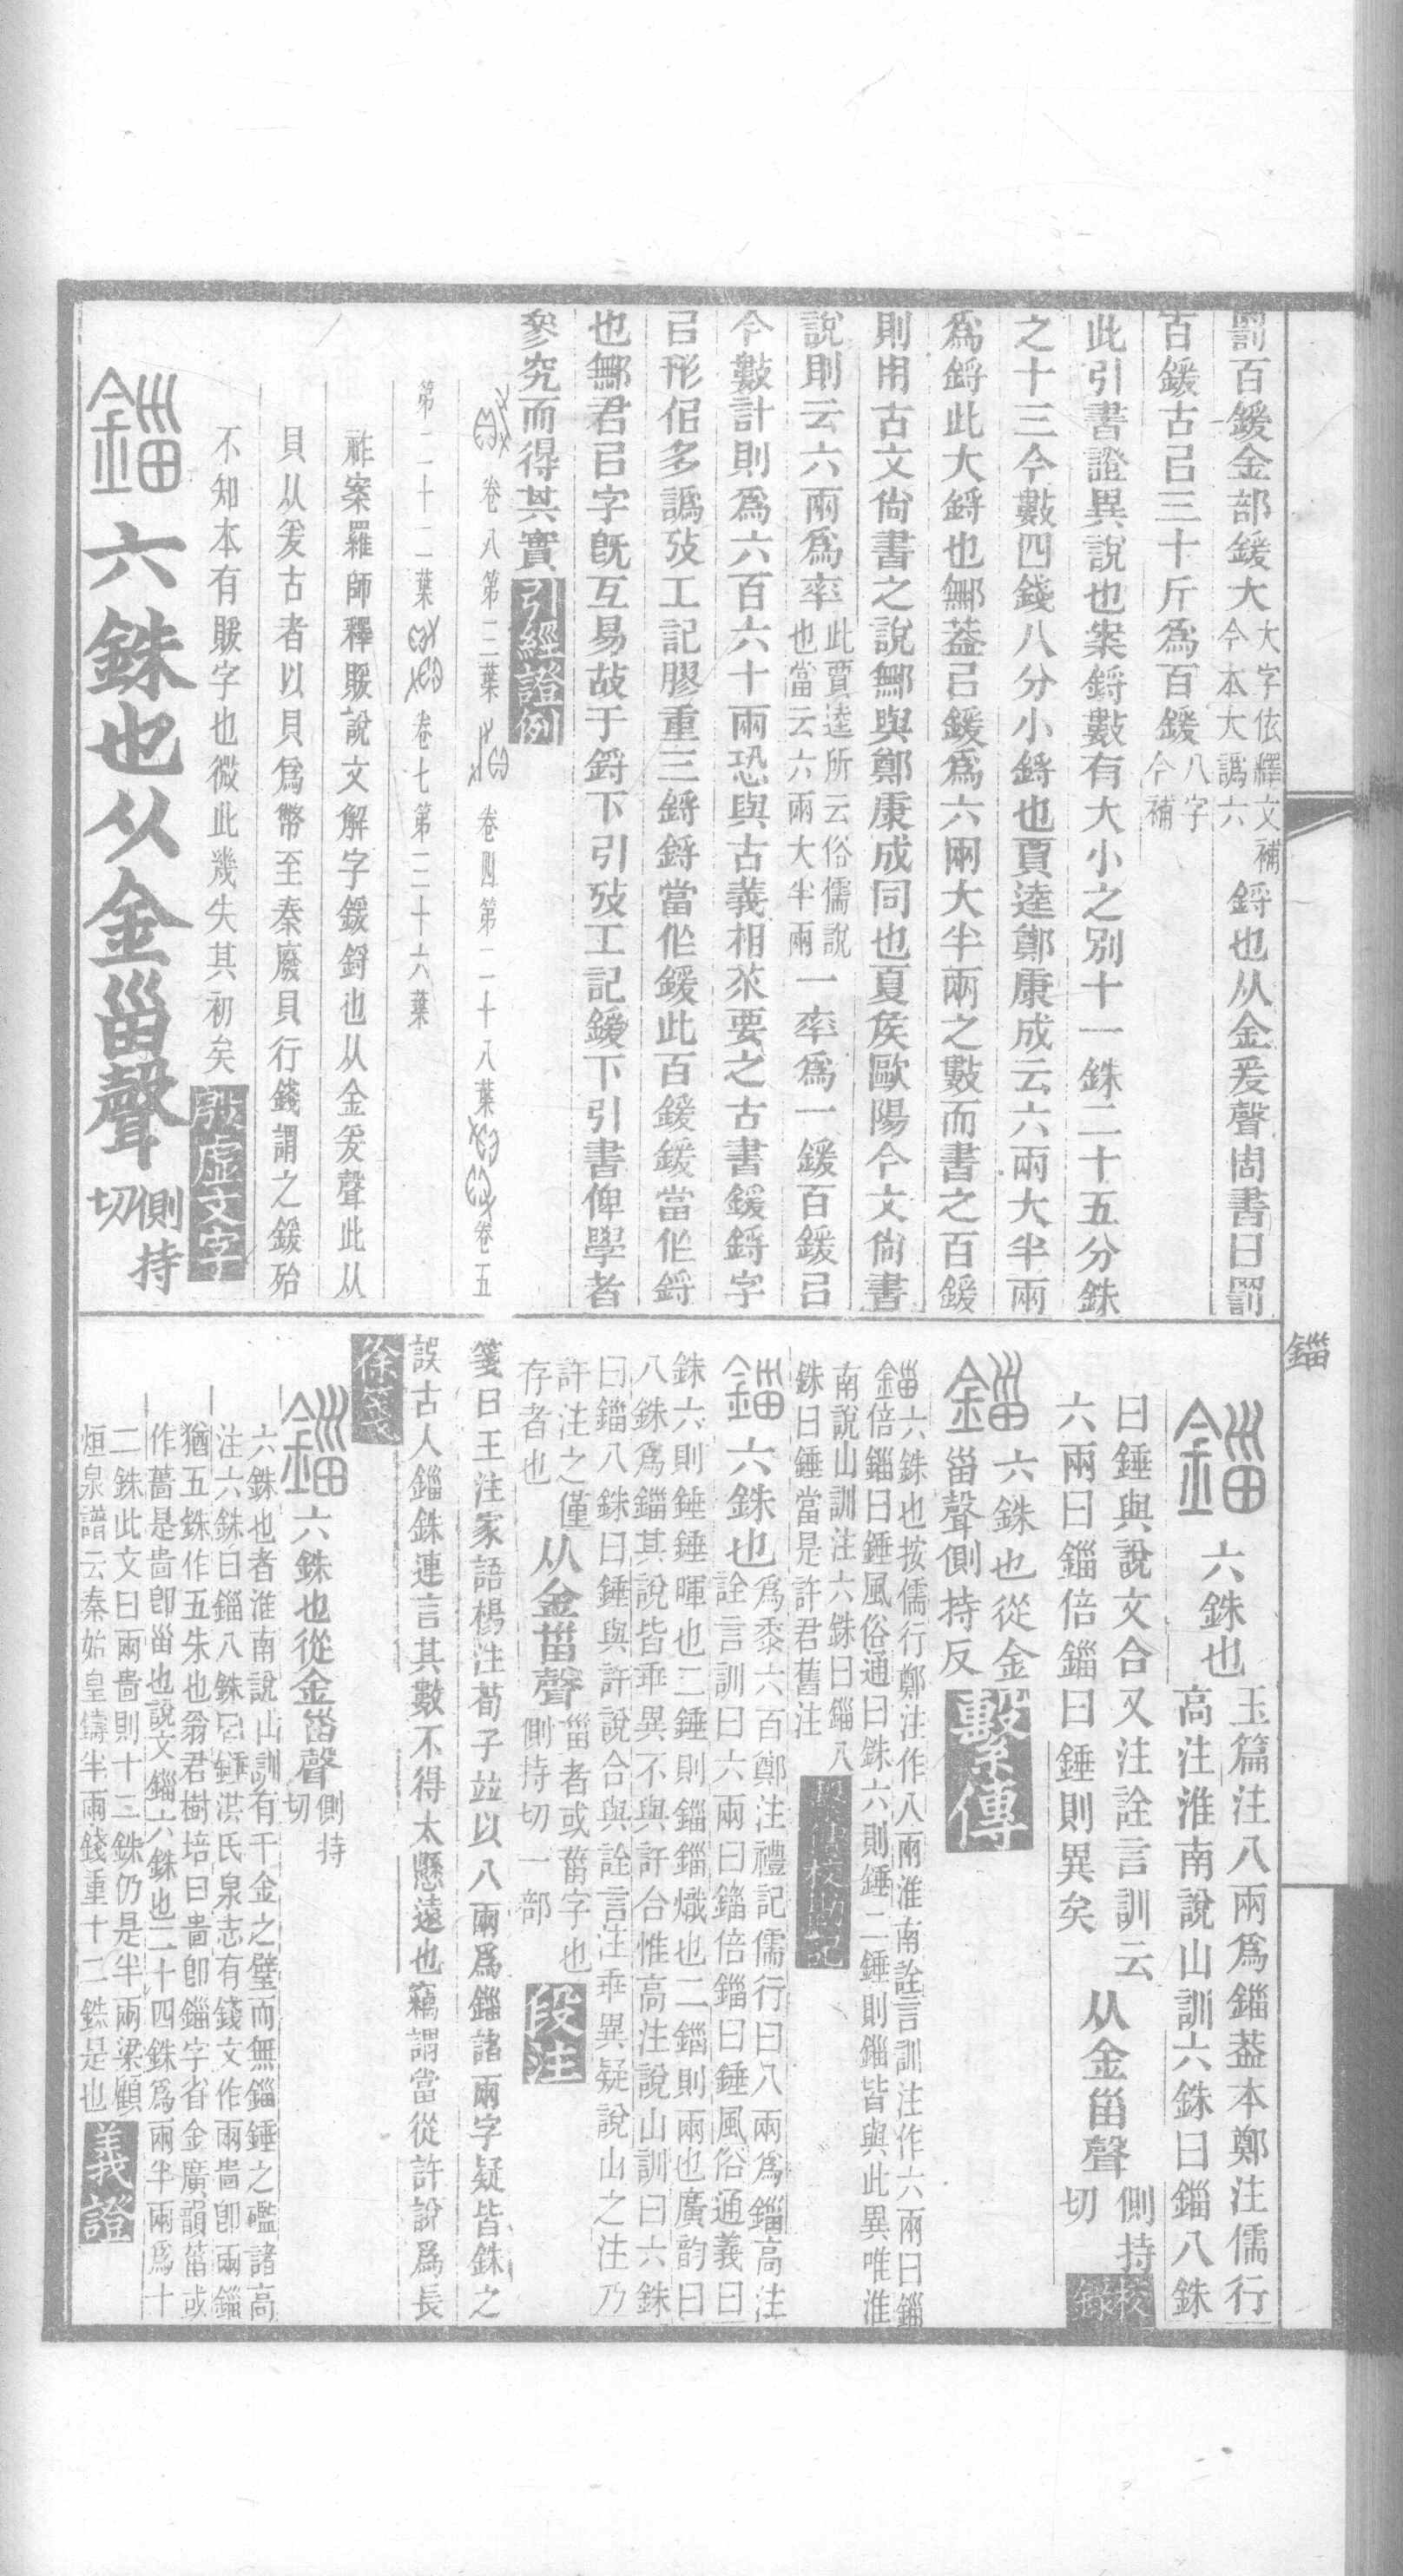 罰百鍰金部鍰大大字依釋文補今本大譌六鋝也从金爰聲周書曰罰
百鍰古㠯三十斤爲百鍰八字今補
此引書證異說也案鋝數有大小之別十一銖二十五分銖
之十三今數四錢八分小鋝也賈逵鄭康成云六兩大半兩
爲鋝此大鋝也鄦葢㠯鍰爲六兩大半兩之數而書之百鍰
則用古文尙書之說鄦與鄭康成同也夏矦歐陽今文尙書
說則云六兩爲率此賈逵所云俗儒說也當云六兩大半兩一率爲一鍰百鍰㠯
今數計則爲六百六十兩恐與古義相𣎆要之古書鍰鋝字
㠯形佀多譌攷工記膠重三鋝鋝當作鍰此百鍰鍰當作鋝
也鄦君㠯字旣互易故于鋝下引攷工記鍰下引書俾學者
參究而得其實引經證例
卷八第三葉 卷四第二十八葉 卷五
第二十二葉 卷七第三十六葉
案羅師釋賹說文解字鍰鋝也从金爰聲此从
貝从爰古者以貝爲幣至秦廢貝行錢謂之鍰殆
不知本有字也微此幾失其初矣殷虛文字
錙 六銖也从金甾聲側持切
錙
錙 六銖也玉篇注八兩爲錙葢本鄭注儒行高注淮南說山訓六銖曰錙八銖
曰錘與說文合又注詮言訓云六兩曰錙倍錙曰錘則異矣从金甾聲側持切校錄
錙 六銖也從金甾聲側持反繫傳
錙六銖也按儒行鄭注作八兩淮南詮言訓注作六兩曰錙
倍錙曰錘風俗通曰銖六則錘二錘則錙皆與此異唯淮
南說山訓注六銖曰錙八
銖曰錘當是許君舊注繫傳校勘記
錙 六銖也爲黍六百鄭注禮記儒行曰八兩爲錙高注詮言訓曰六兩曰錙倍錙曰錘風俗通義曰
銖六則錘錘暉也二錘則錙錙熾也二錙則兩也廣韵曰
八銖爲錙其說皆乖異不與許合惟高注說山訓曰六銖
曰錙八銖曰錘與許說合與詮言注乖異疑說山之注乃
許注之僅存者也从金甾聲甾者或𤲸字也側持切一部段注
箋曰王注家語楊注荀子竝以八兩爲錙諸兩字疑皆銖之
誤古人錙銖連言其數不得太懸遠也竊謂當從許說爲長
徐箋
錙 六銖也從金甾聲側持切
六銖也者淮南說山訓有千金之璧而無錙錘之礛諸高
注六銖曰錙八銖曰錘洪氏泉志有錢文作兩𤰇卽兩錙
猶五銖作五朱也翁君樹培曰𤰇卽錙字省金廣韻甾或
作𦸺是𤰇卽甾也說文錙六銖也二十四銖爲兩半兩爲十
二銖此文曰兩𤰇則十二銖仍是半兩梁顧
烜泉譜云秦始皇鑄半兩錢重十二銖是也義證